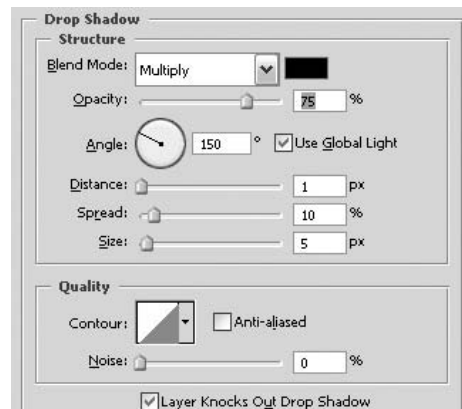 Drop Shadow
Structure
Blend Mode: Multiply
Opacity: 75 %
Angle: 150 ° Use Global Light
Distance: 1 px
Spread: 10 %
Size: 5 px
Quality
Contour: Anti-aliased
Noise: 0 %
Layer Knocks Out Drop Shadow